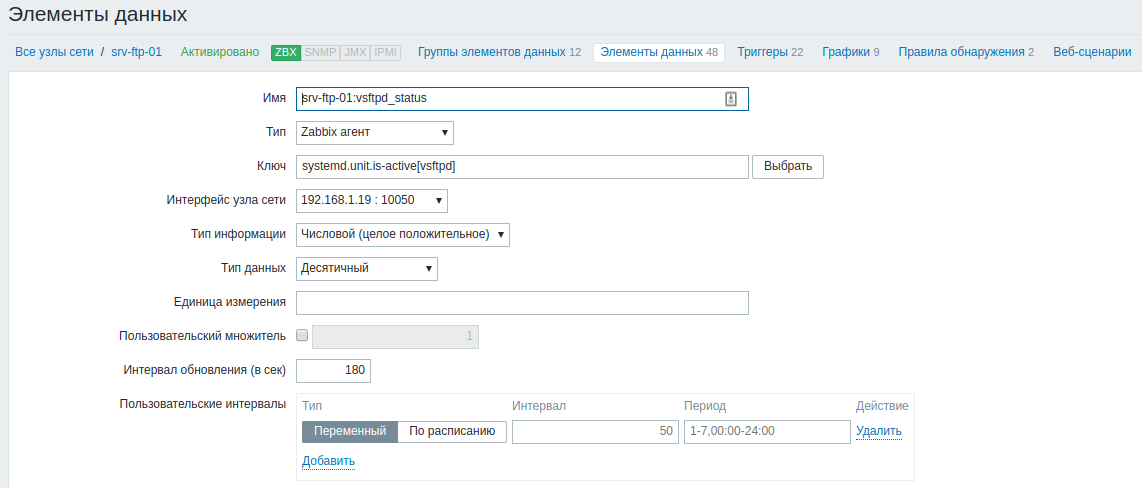 Элементы данных
Все узлы сети / srv-ftp-01 Активировано ZBX SNMP JMX IPMI Группы элементов данных 12 Элементы данных 48 Триггеры 22 Графики 9 Правила обнаружения 2 Веб-сценарии
Имя srv-ftp-01:vsftpd_status
Тип Zabbix агент
Ключ systemd.unit.is-active[vsftpd] Выбрать
Интерфейс узла сети 192.168.1.19 : 10050
Тип информации Числовой (целое положительное)
Тип данных Десятичный
Единица измерения
Пользовательский множитель 1
Интервал обновления (в сек) 180
Пользовательские интервалы Тип Интервал Период Действие
Переменный По расписанию 50 1-7,00:00-24:00 Удалить
Добавить